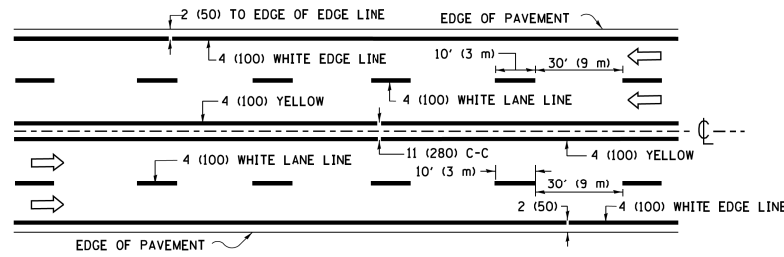 2 (50) TO EDGE OF EDGE LINE
EDGE OF PAVEMENT
4 (100) WHITE EDGE LINE
10' (3 m)
30' (9 m)
4 (100) YELLOW
4 (100) WHITE LANE LINE
℄
4 (100) WHITE LANE LINE
11 (280) C-C
4 (100) YELLOW
10' (3 m)
30' (9 m)
2 (50)
4 (100) WHITE EDGE LINE
EDGE OF PAVEMENT